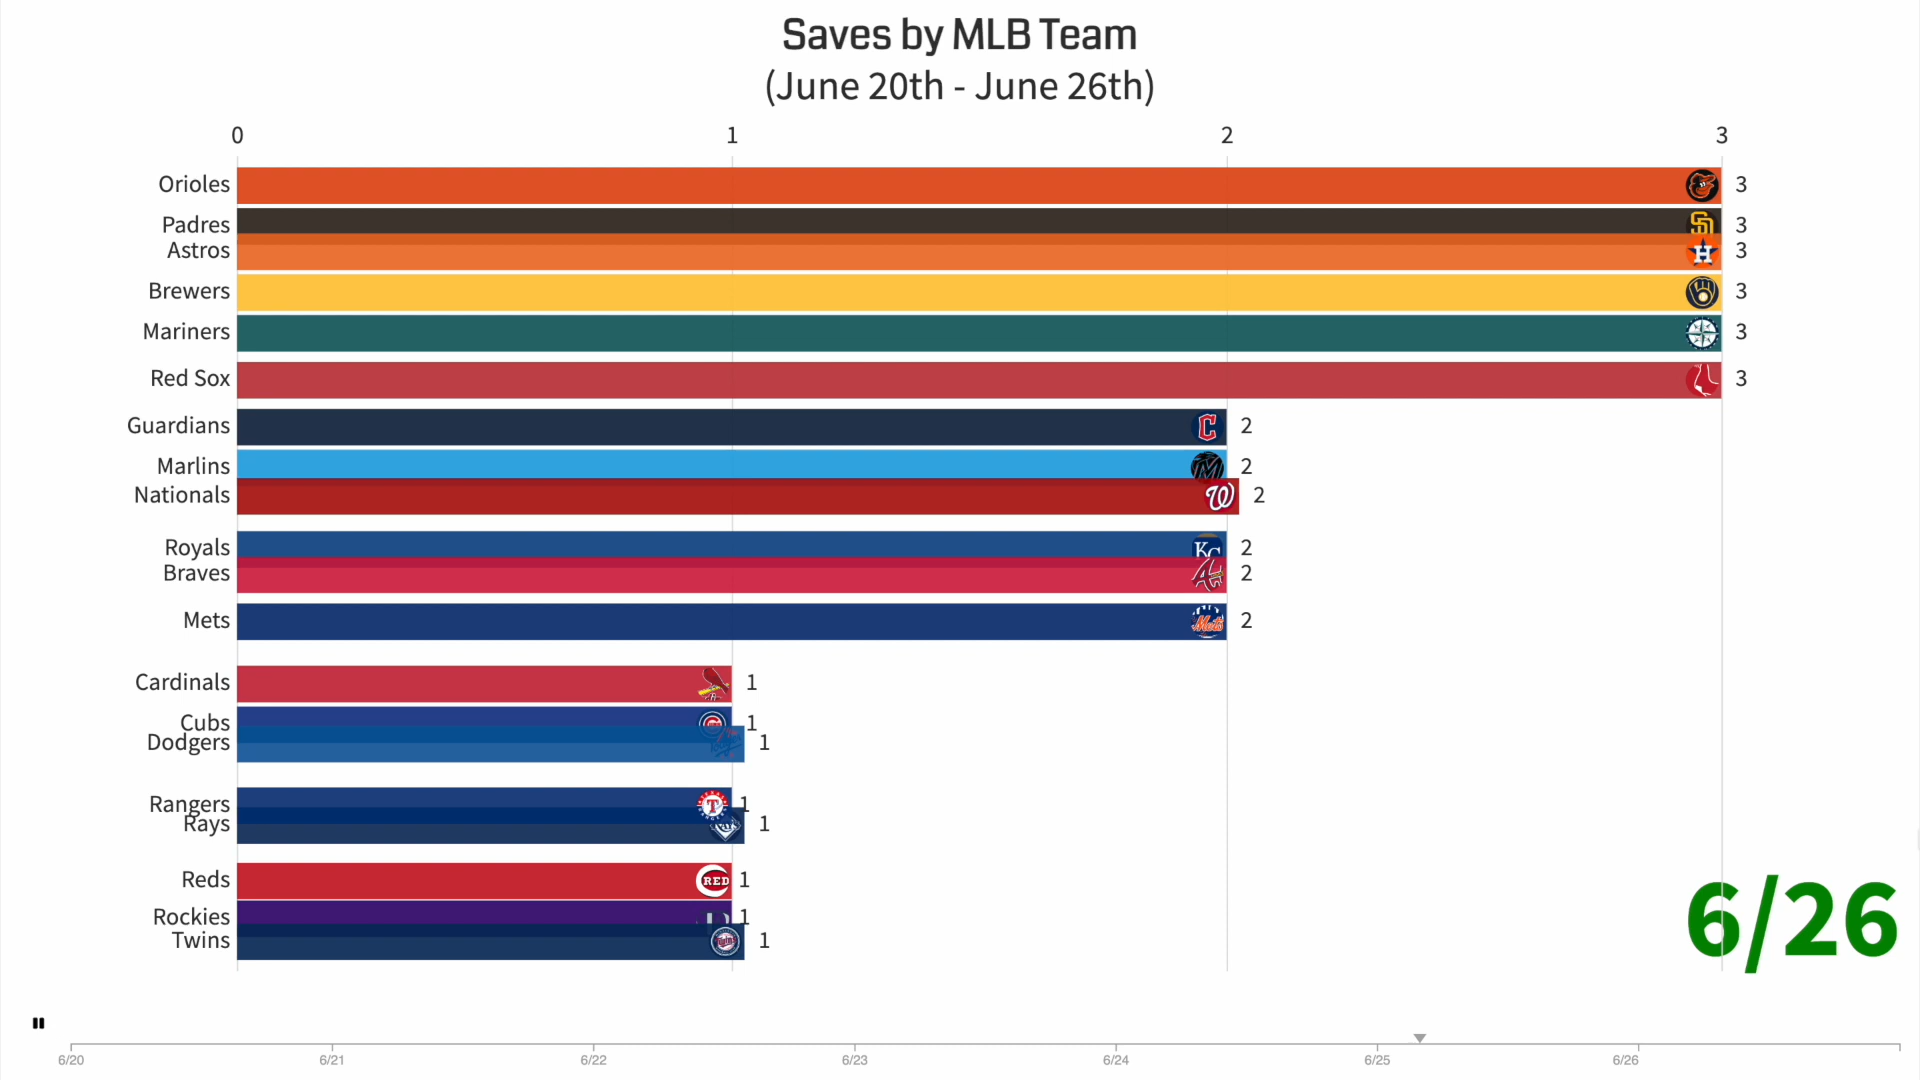 Saves by MLB Team
(June 20th - June 26th)
0 1 2 3
Orioles 3
Padres 3
Astros 3
Brewers 3
Mariners 3
Red Sox 3
Guardians 2
Marlins 2
Nationals 2
Royals KC 2
Braves 2
Mets Mets 2
Cardinals 1
Cubs 1
Dodgers 1
Rangers T 1
Rays 1
Reds REDS 1
Rockies 1
Twins 1
6/26
6/20 6/21 6/22 6/23 6/24 6/25 6/26